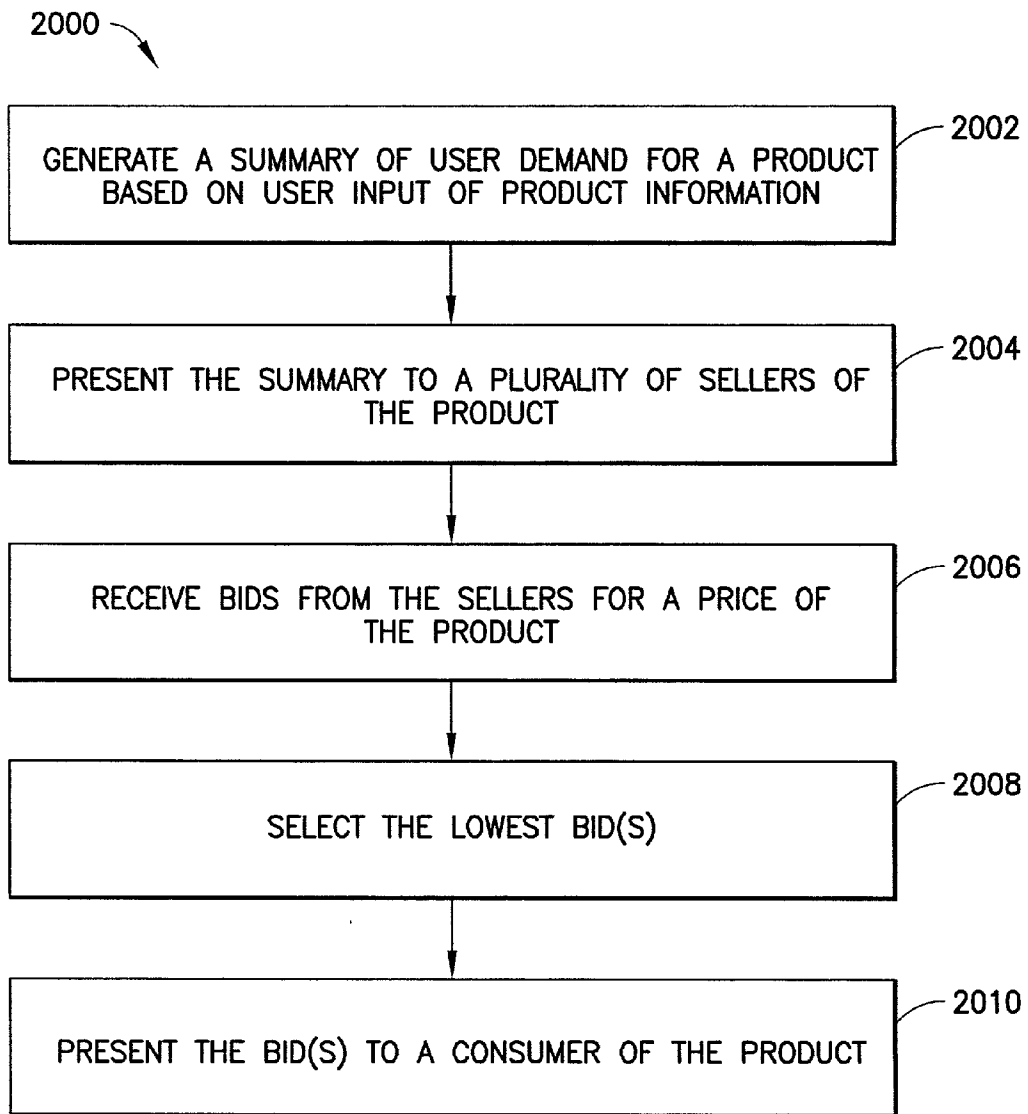 2000
GENERATE A SUMMARY OF USER DEMAND FOR A PRODUCT
BASED ON USER INPUT OF PRODUCT INFORMATION
2002
PRESENT THE SUMMARY TO A PLURALITY OF SELLERS OF
THE PRODUCT
2004
RECEIVE BIDS FROM THE SELLERS FOR A PRICE OF
THE PRODUCT
2006
SELECT THE LOWEST BID(S)
2008
PRESENT THE BID(S) TO A CONSUMER OF THE PRODUCT
2010